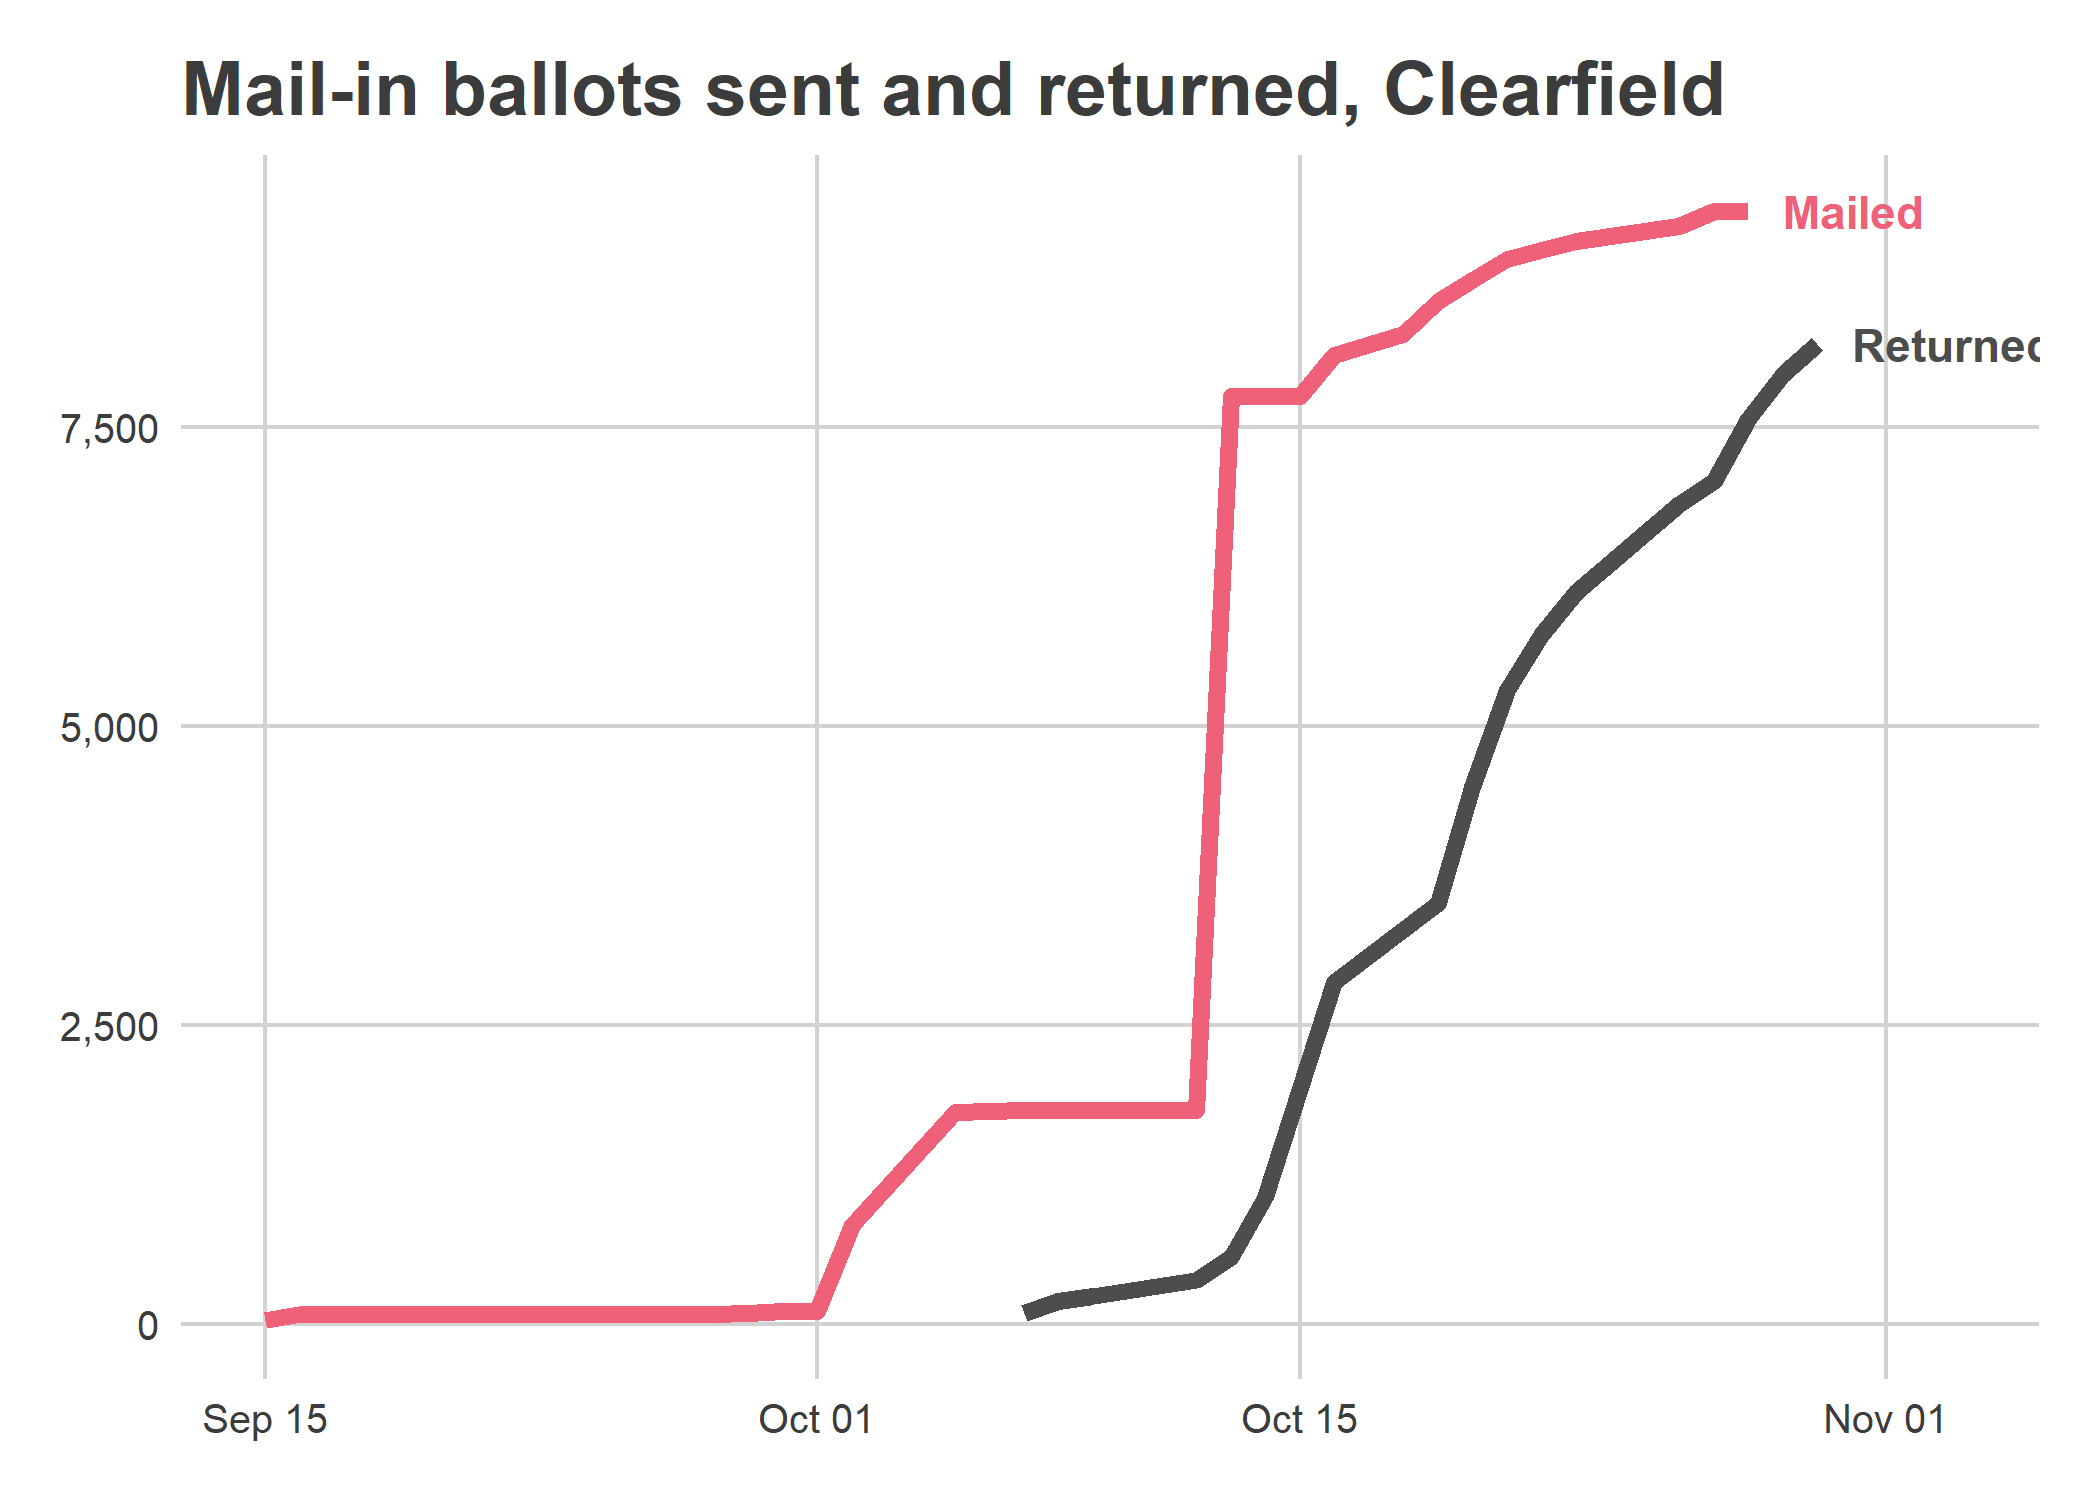 Mail-in ballots sent and returned, Clearfield
Mailed
Returned
7,500
5,000
2,500
0
Sep 15
Oct 01
Oct 15
Nov 01